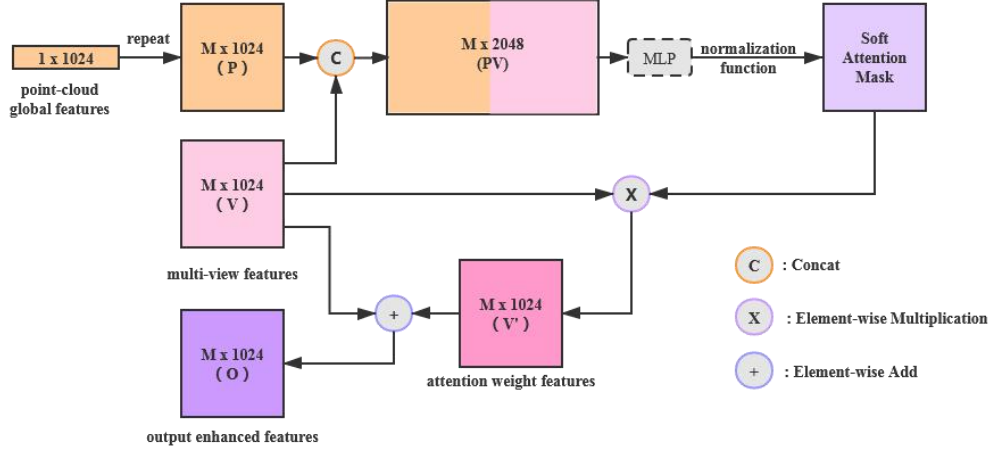 1 x 1024
point-cloud
global features
repeat
M x 1024
( P )
C
M x 2048
(PV)
MLP
normalization
function
Soft
Attention
Mask
M x 1024
( V )
multi-view features
X
M x 1024
( V' )
attention weight features
+
M x 1024
( O )
output enhanced features
C : Concat
X : Element-wise Multiplication
+ : Element-wise Add